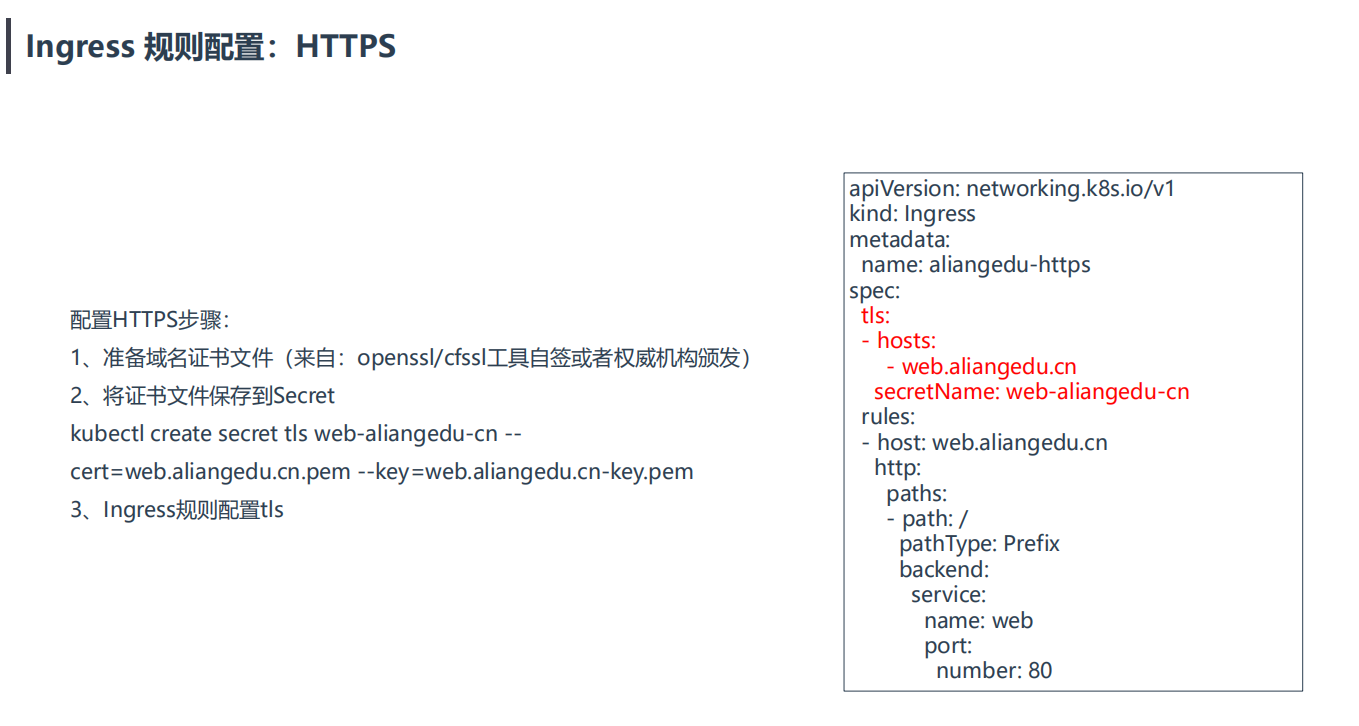 Ingress 规则配置：HTTPS
配置HTTPS步骤：
1、准备域名证书文件（来自：openssl/cfssl工具自签或者权威机构颁发）
2、将证书文件保存到Secret
kubectl create secret tls web-aliangedu-cn --
cert=web.aliangedu.cn.pem --key=web.aliangedu.cn-key.pem
3、Ingress规则配置tls
apiVersion: networking.k8s.io/v1
kind: Ingress
metadata:
  name: aliangedu-https
spec:
  tls:
  - hosts:
      - web.aliangedu.cn
    secretName: web-aliangedu-cn
  rules:
  - host: web.aliangedu.cn
    http:
      paths:
      - path: /
        pathType: Prefix
        backend:
          service:
            name: web
            port:
              number: 80